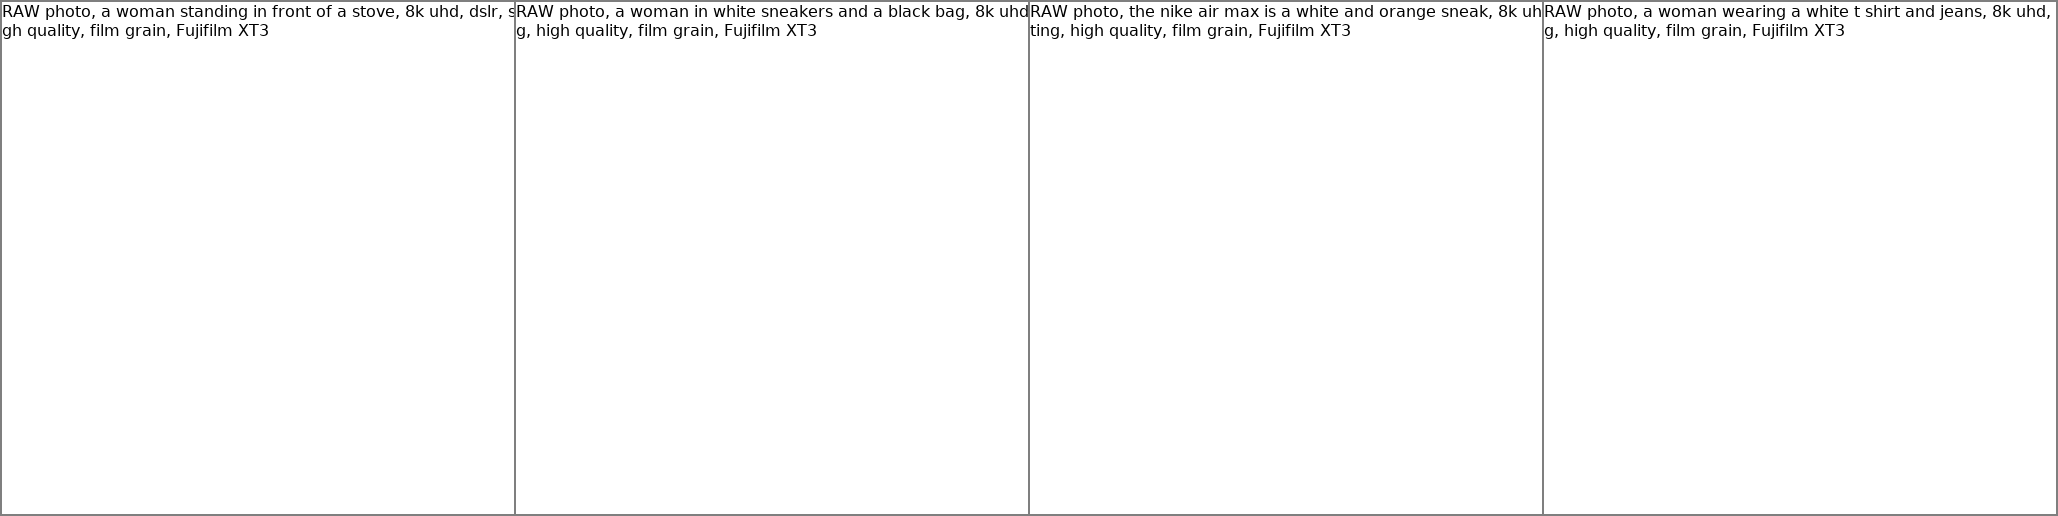 RAW photo, a woman standing in front of a stove, 8k uhd, dslr, s
gh quality, film grain, Fujifilm XT3
RAW photo, a woman in white sneakers and a black bag, 8k uhd
g, high quality, film grain, Fujifilm XT3
RAW photo, the nike air max is a white and orange sneak, 8k uh
ting, high quality, film grain, Fujifilm XT3
RAW photo, a woman wearing a white t shirt and jeans, 8k uhd,
g, high quality, film grain, Fujifilm XT3